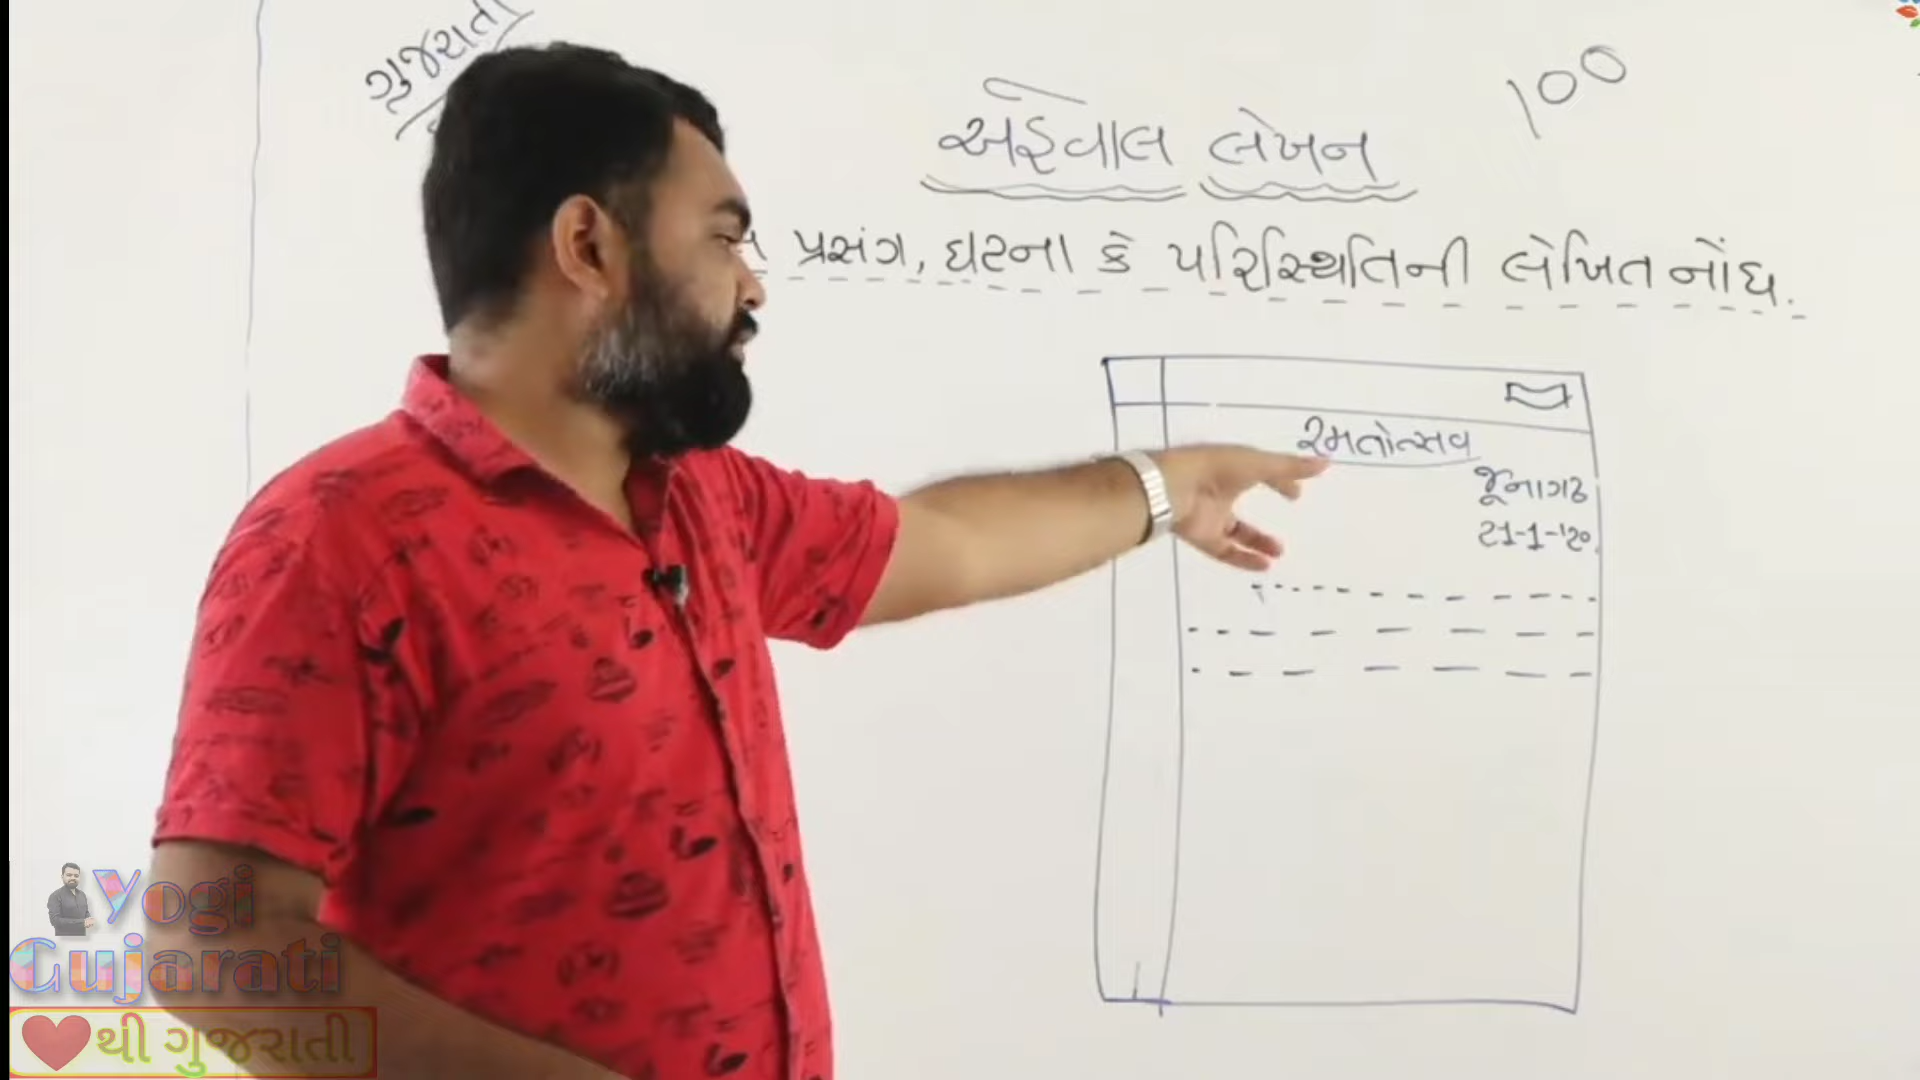 ગુજરાતી
100
અહેવાલ લેખન
પ્રસંગ, ઘટના કે પરિસ્થિતિની લેખિત નોંધ.
રમતોત્સવ
જૂનાગઢ
21-1-'20
Yogi
Gujarati
થી ગુજરાતી